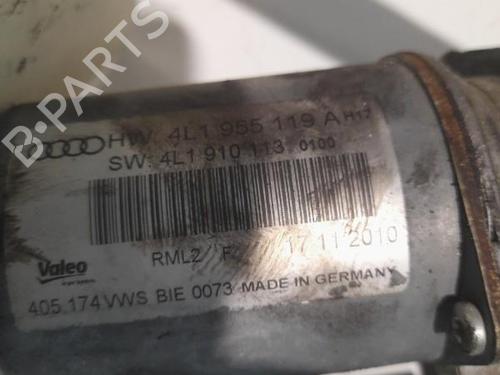 HW: 4L1 955 119 A H17
SW: 4L1 910 113 0100
RML2 F 17 11 2010
Valeo
405.174 VWS BIE 0073 MADE IN GERMANY